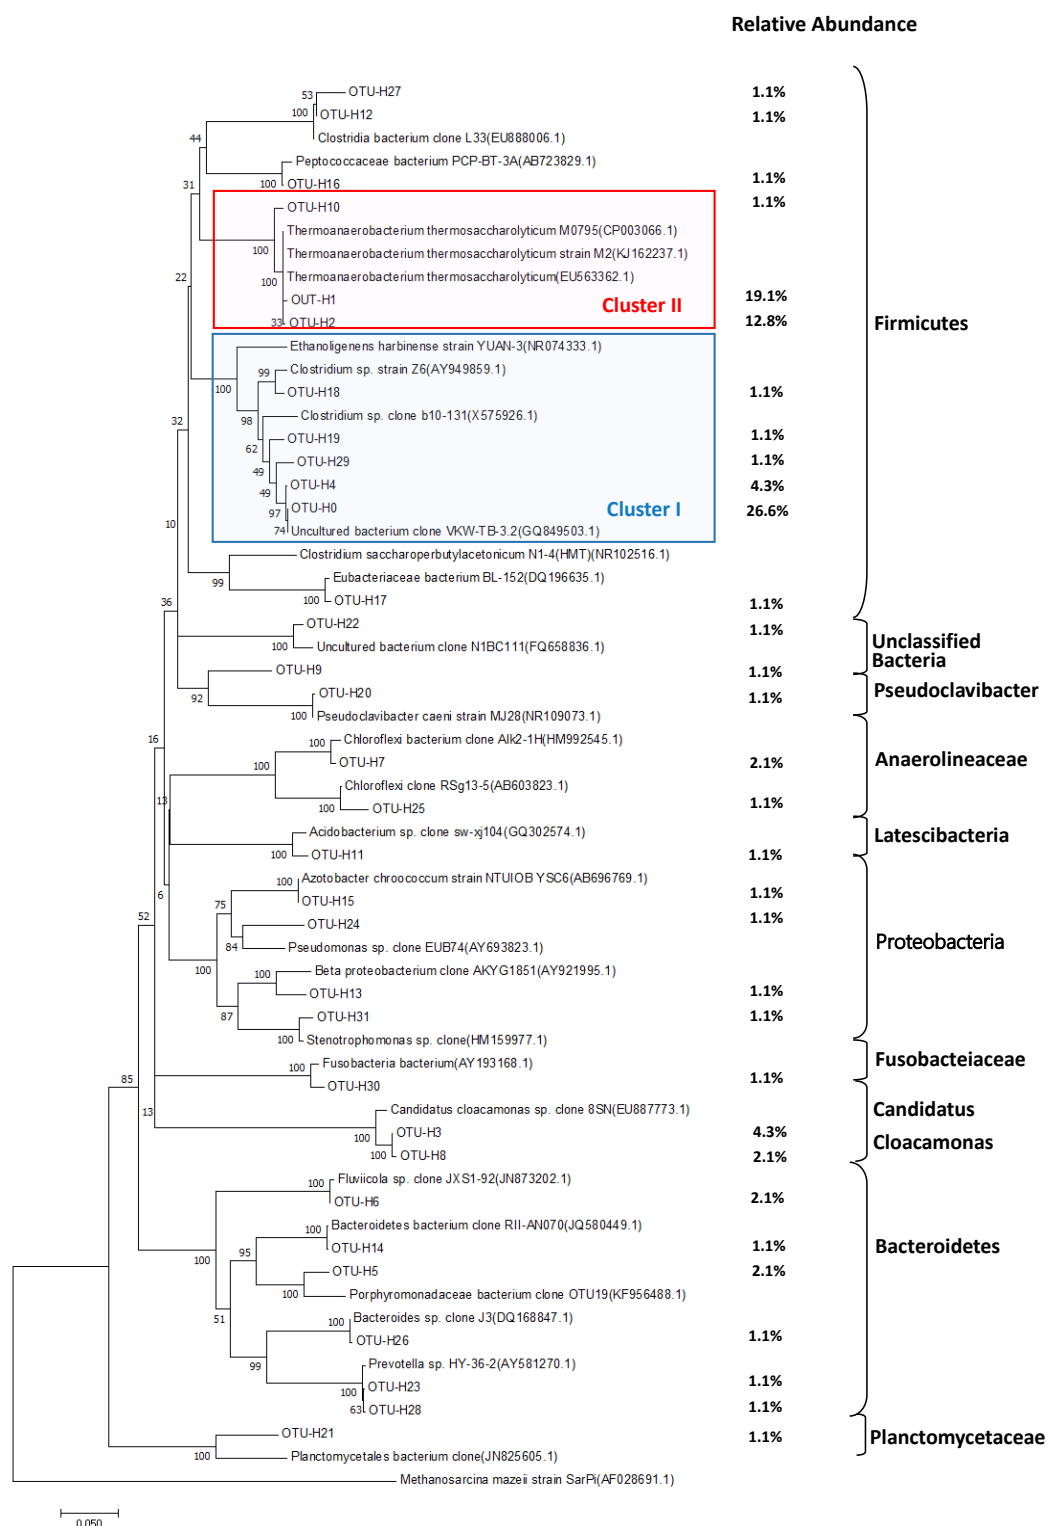 Relative Abundance
53
OTU-H27 1.1%
100
OTU-H12 1.1%
44
Clostridia bacterium clone L33(EU888006.1)
Peptococcaceae bacterium PCP-BT-3A(AB723829.1)
31
100
OTU-H16 1.1%
OTU-H10 1.1%
Thermoanaerobacterium thermosaccharolyticum M0795(CP003066.1)
100
Thermoanaerobacterium thermosaccharolyticum strain M2(KJ162237.1)
22
100
Thermoanaerobacterium thermosaccharolyticum(EU563362.1)
OUT-H1 19.1%
Cluster II
33
OTU-H2 12.8%
Firmicutes
Ethanoligenens harbinense strain YUAN-3(NR074333.1)
99
Clostridium sp. strain Z6(AY949859.1)
100
OTU-H18 1.1%
98
Clostridium sp. clone b10-131(X575926.1)
32
OTU-H19 1.1%
62
OTU-H29 1.1%
49
OTU-H4 4.3%
49
OTU-H0 26.6%
Cluster I
97
74
Uncultured bacterium clone VKW-TB-3.2(GQ849503.1)
10
Clostridium saccharoperbutylacetonicum N1-4(HMT)(NR102516.1)
99
Eubacteriaceae bacterium BL-152(DQ196635.1)
100
OTU-H17 1.1%
36
OTU-H22 1.1%
100
Uncultured bacterium clone N1BC111(FQ658836.1)
Unclassified
Bacteria
OTU-H9 1.1%
92
OTU-H20 1.1%
Pseudoclavibacter
100
Pseudoclavibacter caeni strain MJ28(NR109073.1)
16
100
Chloroflexi bacterium clone Alk2-1H(HM992545.1)
100
OTU-H7 2.1%
Anaerolineaceae
Chloroflexi clone RSg13-5(AB603823.1)
13
100
OTU-H25 1.1%
Acidobacterium sp. clone sw-xj104(GQ302574.1)
Latescibacteria
100
OTU-H11 1.1%
100
Azotobacter chroococcum strain NTUIOB YSC6(AB696769.1)
6
75
OTU-H15 1.1%
52
OTU-H24 1.1%
84
Pseudomonas sp. clone EUB74(AY693823.1)
Proteobacteria
100
100
Beta proteobacterium clone AKYG1851(AY921995.1)
OTU-H13 1.1%
87
OTU-H31 1.1%
100
Stenotrophomonas sp. clone(HM159977.1)
100
Fusobacteria bacterium(AY193168.1)
Fusobacteiaceae
85
OTU-H30 1.1%
13
Candidatus cloacamonas sp. clone 8SN(EU887773.1)
Candidatus
100
OTU-H3 4.3%
Cloacamonas
100
OTU-H8 2.1%
100
Fluviicola sp. clone JXS1-92(JN873202.1)
OTU-H6 2.1%
100
Bacteroidetes bacterium clone RII-AN070(JQ580449.1)
100
95
OTU-H14 1.1%
Bacteroidetes
OTU-H5 2.1%
100
Porphyromonadaceae bacterium clone OTU19(KF956488.1)
51
100
Bacteroides sp. clone J3(DQ168847.1)
OTU-H26 1.1%
99
Prevotella sp. HY-36-2(AY581270.1)
100
OTU-H23 1.1%
63
OTU-H28 1.1%
OTU-H21 1.1%
Planctomycetaceae
100
Planctomycetales bacterium clone(JN825605.1)
Methanosarcina mazeii strain SarPi(AF028691.1)
0.050